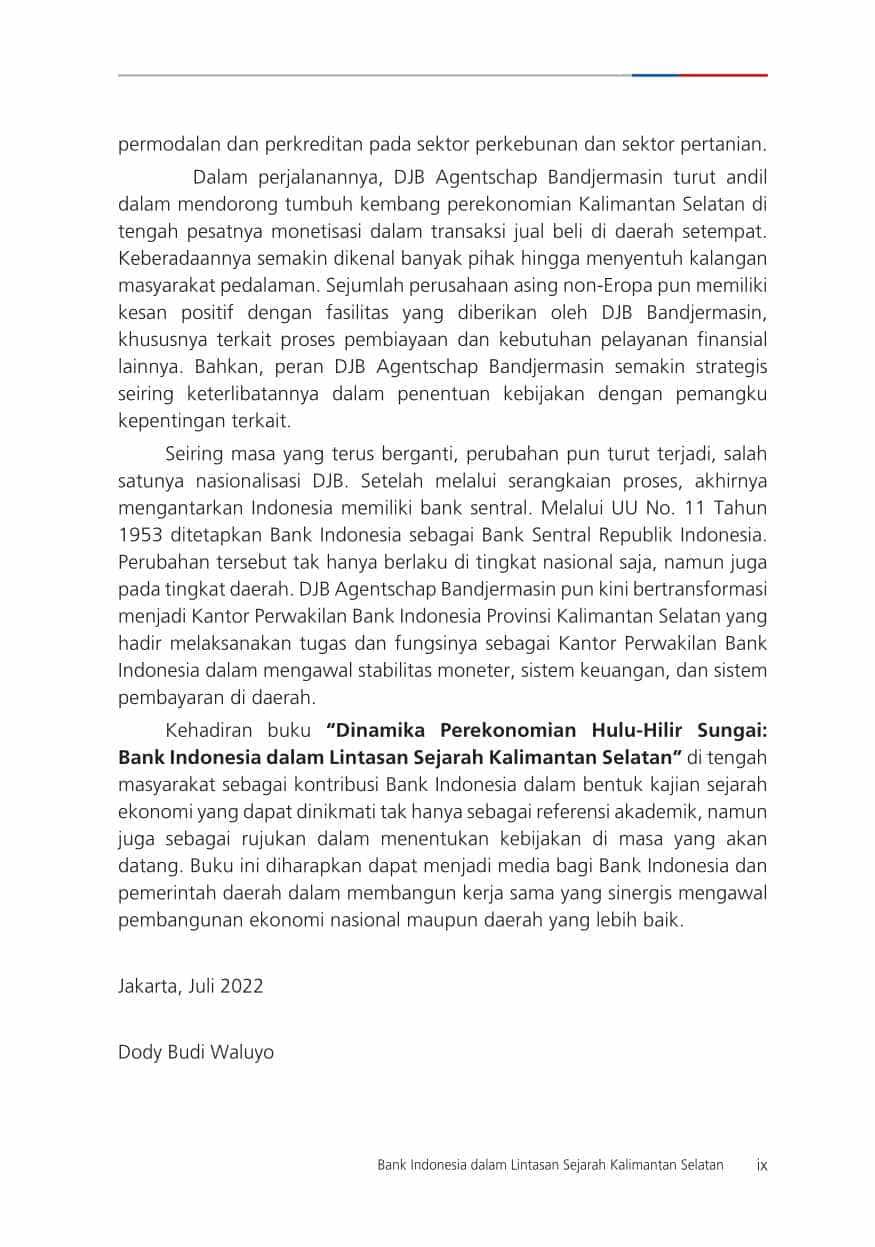 permodalan dan perkreditan pada sektor perkebunan dan sektor pertanian.
Dalam perjalanannya, DJB Agentschap Bandjermasin turut andil
dalam mendorong tumbuh kembang perekonomian Kalimantan Selatan di
tengah pesatnya monetisasi dalam transaksi jual beli di daerah setempat.
Keberadaannya semakin dikenal banyak pihak hingga menyentuh kalangan
masyarakat pedalaman. Sejumlah perusahaan asing non-Eropa pun memiliki
kesan positif dengan fasilitas yang diberikan oleh DJB Bandjermasin,
khususnya terkait proses pembiayaan dan kebutuhan pelayanan finansial
lainnya. Bahkan, peran DJB Agentschap Bandjermasin semakin strategis
seiring keterlibatannya dalam penentuan kebijakan dengan pemangku
kepentingan terkait.
Seiring masa yang terus berganti, perubahan pun turut terjadi, salah
satunya nasionalisasi DJB. Setelah melalui serangkaian proses, akhirnya
mengantarkan Indonesia memiliki bank sentral. Melalui UU No. 11 Tahun
1953 ditetapkan Bank Indonesia sebagai Bank Sentral Republik Indonesia.
Perubahan tersebut tak hanya berlaku di tingkat nasional saja, namun juga
pada tingkat daerah. DJB Agentschap Bandjermasin pun kini bertransformasi
menjadi Kantor Perwakilan Bank Indonesia Provinsi Kalimantan Selatan yang
hadir melaksanakan tugas dan fungsinya sebagai Kantor Perwakilan Bank
Indonesia dalam mengawal stabilitas moneter, sistem keuangan, dan sistem
pembayaran di daerah.
Kehadiran buku "Dinamika Perekonomian Hulu-Hilir Sungai:
Bank Indonesia dalam Lintasan Sejarah Kalimantan Selatan" di tengah
masyarakat sebagai kontribusi Bank Indonesia dalam bentuk kajian sejarah
ekonomi yang dapat dinikmati tak hanya sebagai referensi akademik, namun
juga sebagai rujukan dalam menentukan kebijakan di masa yang akan
datang. Buku ini diharapkan dapat menjadi media bagi Bank Indonesia dan
pemerintah daerah dalam membangun kerja sama yang sinergis mengawal
pembangunan ekonomi nasional maupun daerah yang lebih baik.
Jakarta, Juli 2022
Dody Budi Waluyo
Bank Indonesia dalam Lintasan Sejarah Kalimantan Selatan ix